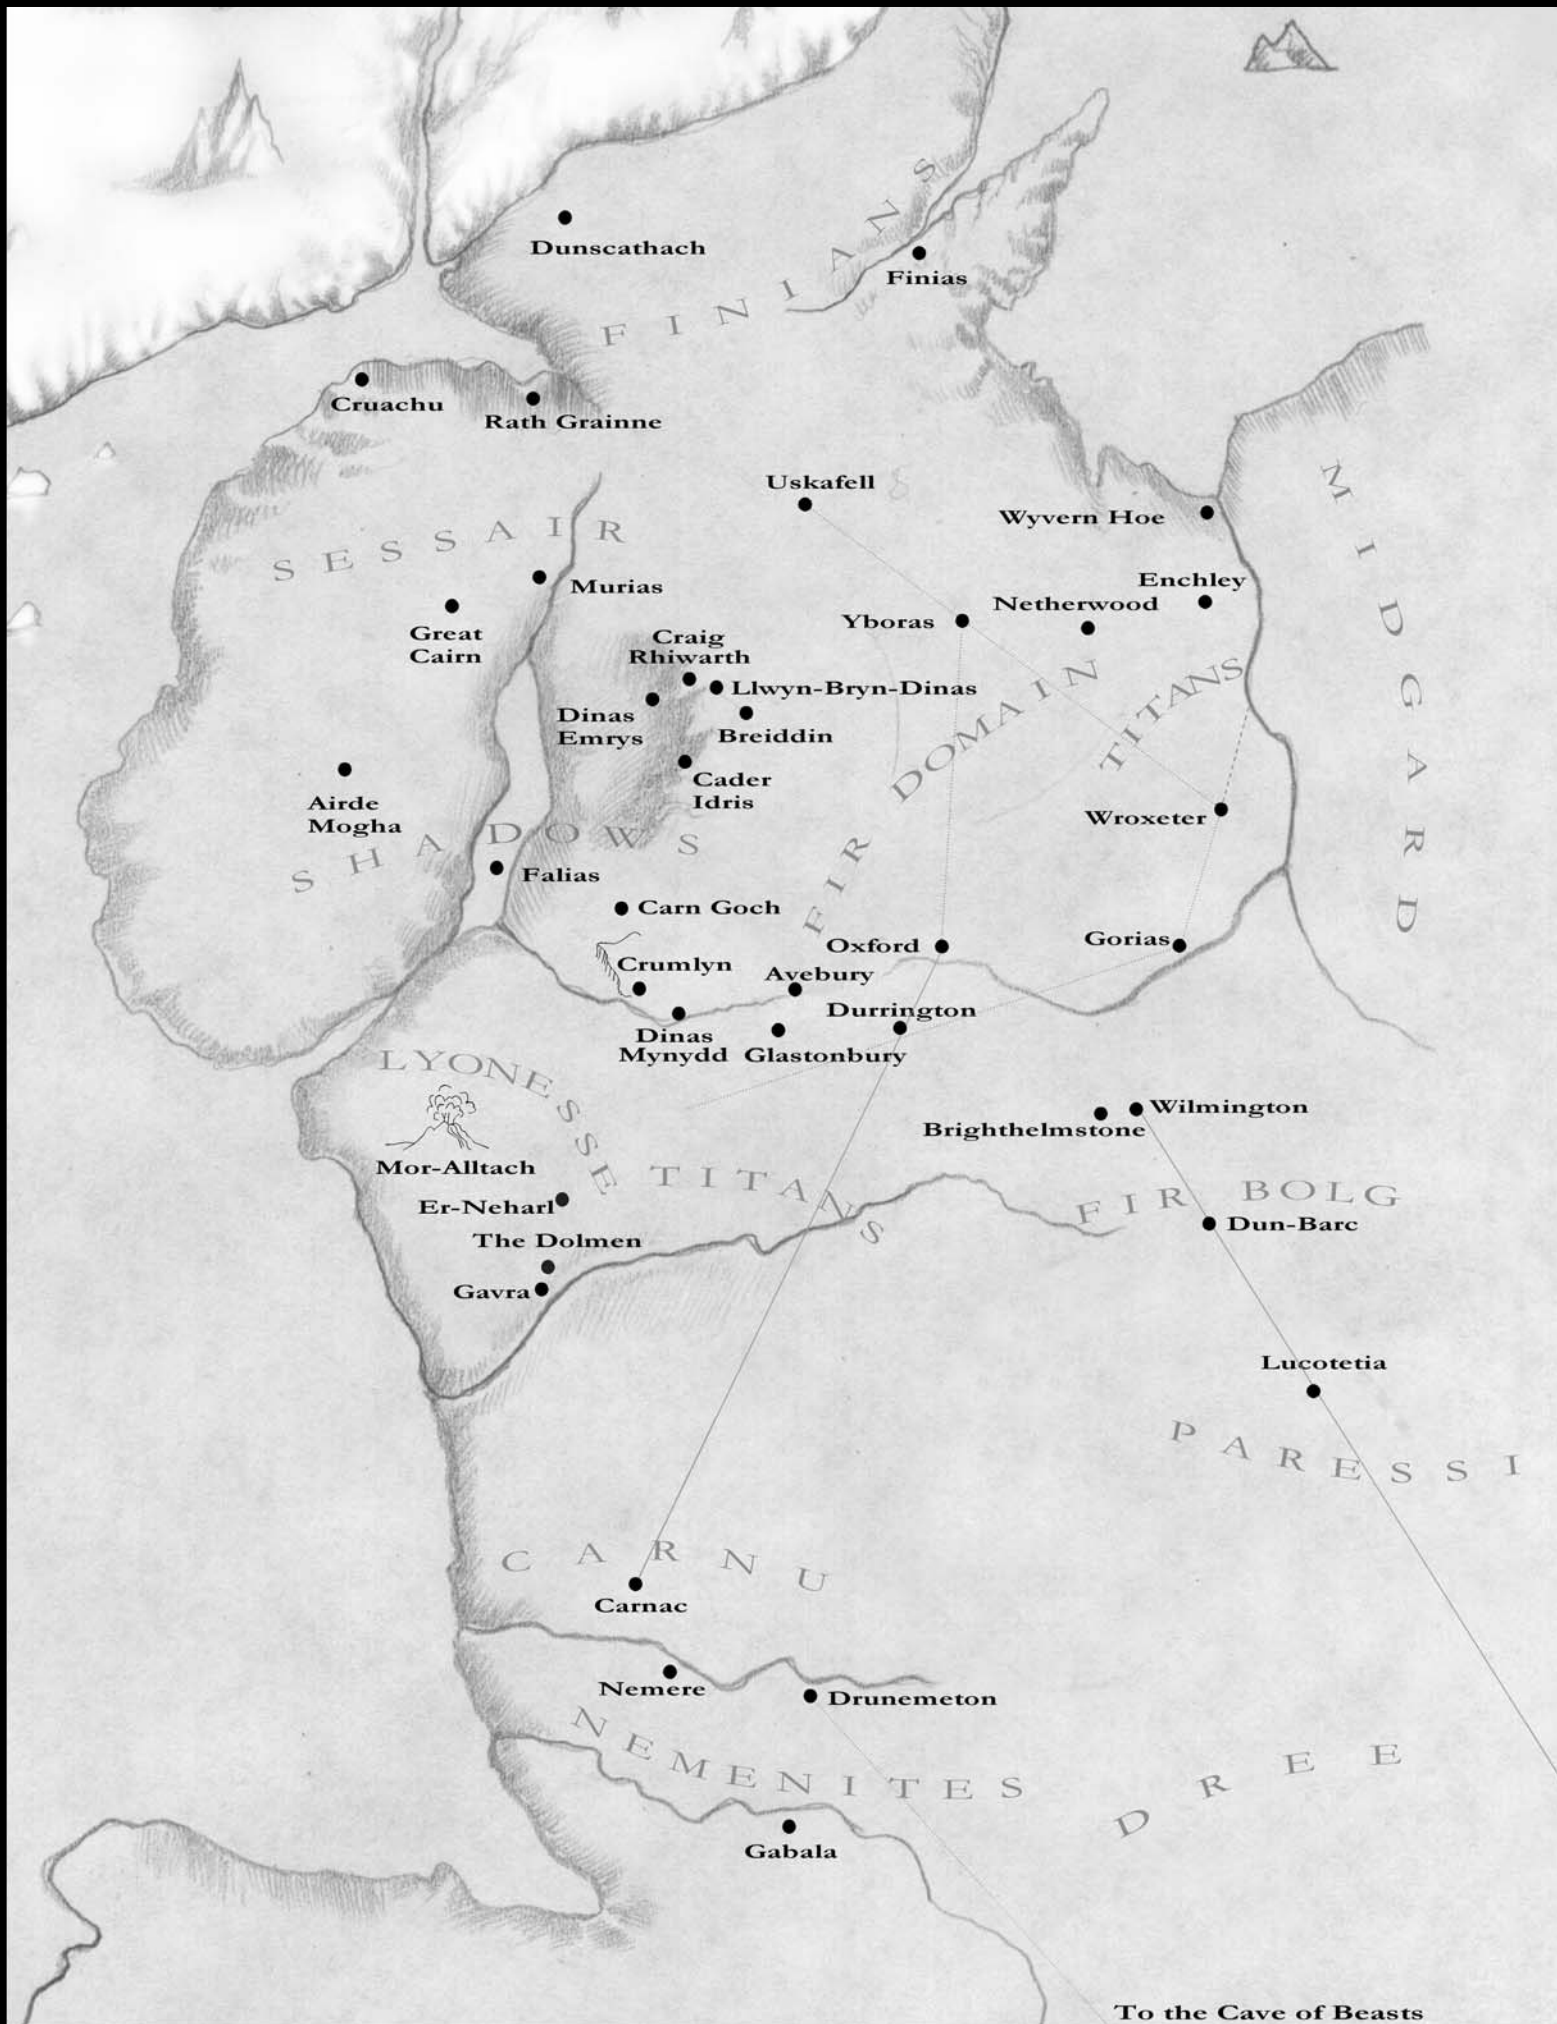 Dunscathach
FINIANS
Finias
Cruachu
Rath Grainne
MIDGARD
Uskafell
Wyvern Hoe
SESSAIR
Murias
Enchley
Netherwood
Great
Cairn
Yboras
Craig
Rhiwarth
Llwyn-Bryn-Dinas
Dinas
Emrys
Breiddin
FIR DOMAIN
TITANS
Cader
Idris
Airde
Mogha
Wroxeter
SHADOWS
Falias
Carn Goch
Oxford
Gorias
Crumlyn
Avebury
Durrington
Dinas
Mynydd
Glastonbury
LYONESSE
Wilmington
Brighthelmstone
Mor-Alltach
TITANS
Er-Neharl
FIR BOLG
Dun-Barc
The Dolmen
Gavra
Lucotetia
PARESSI
CARNU
Carnac
Nemere
Drunemeton
NEMENITES
DREE
Gabala
To the Cave of Beasts